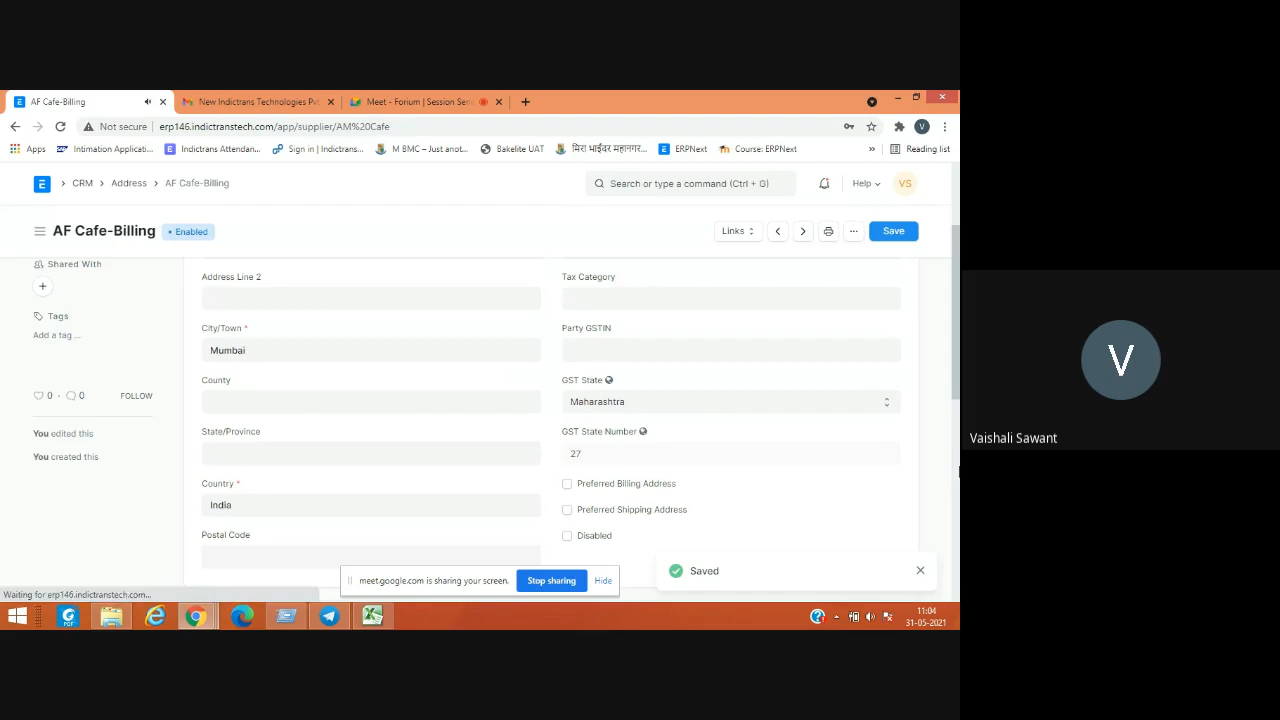 AF Cafe-Billing
New Indictrans Technologies Pvt
Meet - Forium | Session Serie
Not secure
erp146.indictranstech.com/app/supplier/AM%20Cafe
V
Apps
Intimation Applicati...
Indictrans Attendan...
Sign in | Indictrans...
M BMC – Just anot...
Bakelite UAT
मिरा भाईंदर महानगर...
ERPNext
Course: ERPNext
»
Reading list
E
CRM
Address
AF Cafe-Billing
Search or type a command (Ctrl + G)
Help
VS
AF Cafe-Billing
• Enabled
Links
...
Save
Shared With
+
Tags
Add a tag ...
0 · 0
FOLLOW
You edited this
You created this
Address Line 2
City/Town *
Mumbai
County
State/Province
Country *
India
Postal Code
Tax Category
Party GSTIN
GST State
Maharashtra
GST State Number
27
Preferred Billing Address
Preferred Shipping Address
Disabled
Saved
meet.google.com is sharing your screen.
Stop sharing
Hide
Waiting for erp146.indictranstech.com...
11:04
31-05-2021
V
Vaishali Sawant